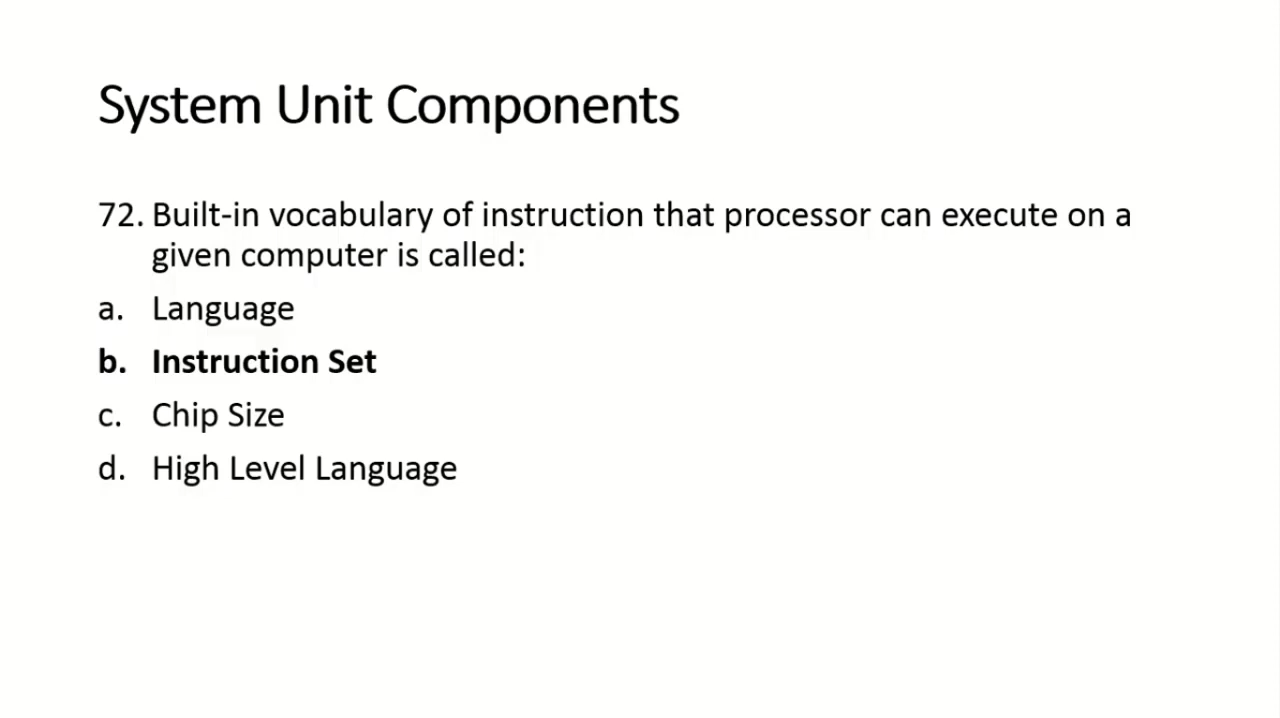 System Unit Components
72. Built-in vocabulary of instruction that processor can execute on a
given computer is called:
a. Language
b. Instruction Set
c. Chip Size
d. High Level Language